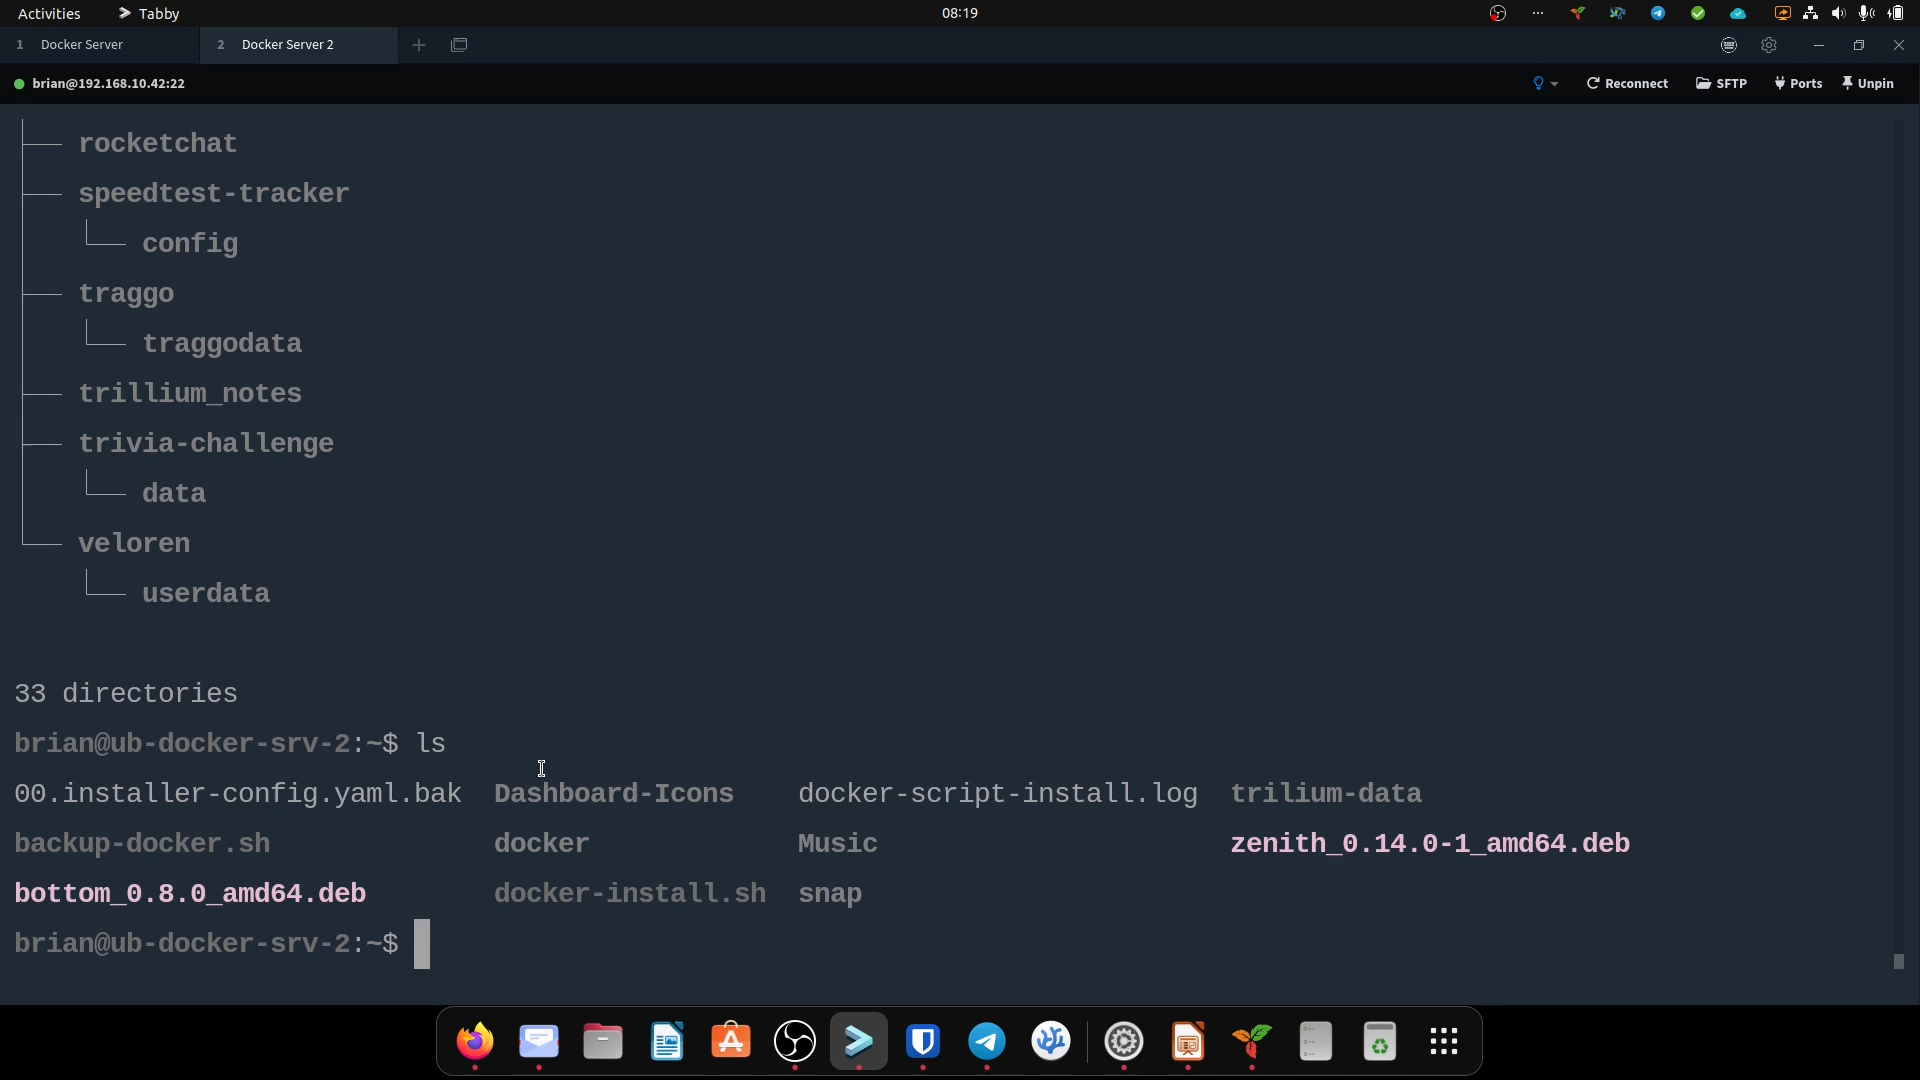 Activities
Tabby
08:19
1 Docker Server
2 Docker Server 2
brian@192.168.10.42:22
Reconnect
SFTP
Ports
Unpin
rocketchat
speedtest-tracker
config
traggo
traggodata
trillium_notes
trivia-challenge
data
veloren
userdata
33 directories
brian@ub-docker-srv-2:~$ ls
00.installer-config.yaml.bak Dashboard-Icons docker-script-install.log trilium-data
backup-docker.sh docker Music zenith_0.14.0-1_amd64.deb
bottom_0.8.0_amd64.deb docker-install.sh snap
brian@ub-docker-srv-2:~$